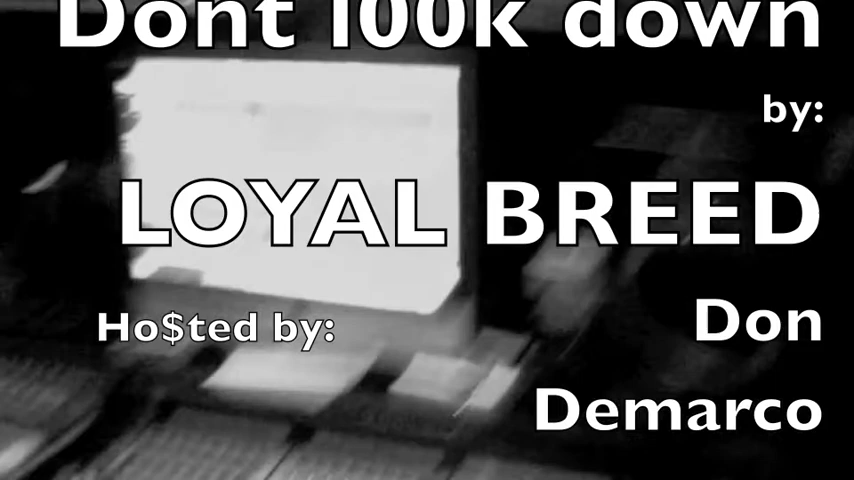 Dont l00k down
by:
LOYAL BREED
Ho$ted by: Don
Demarco